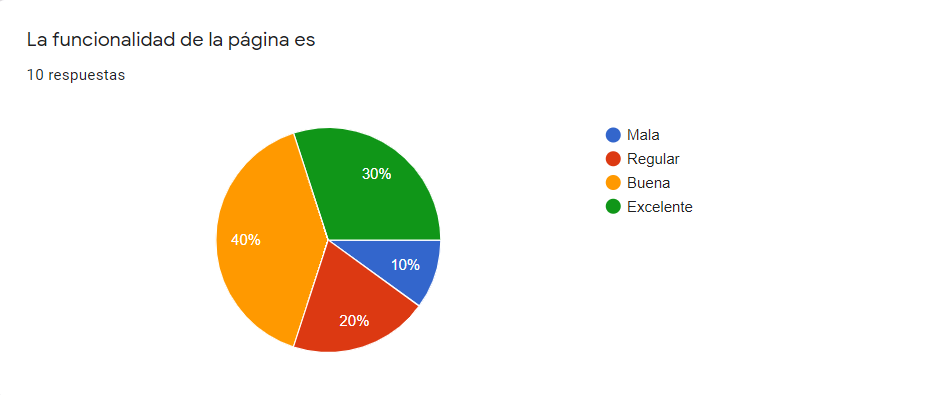 La funcionalidad de la página es
10 respuestas
Mala
Regular
Buena
Excelente
30%
40%
10%
20%